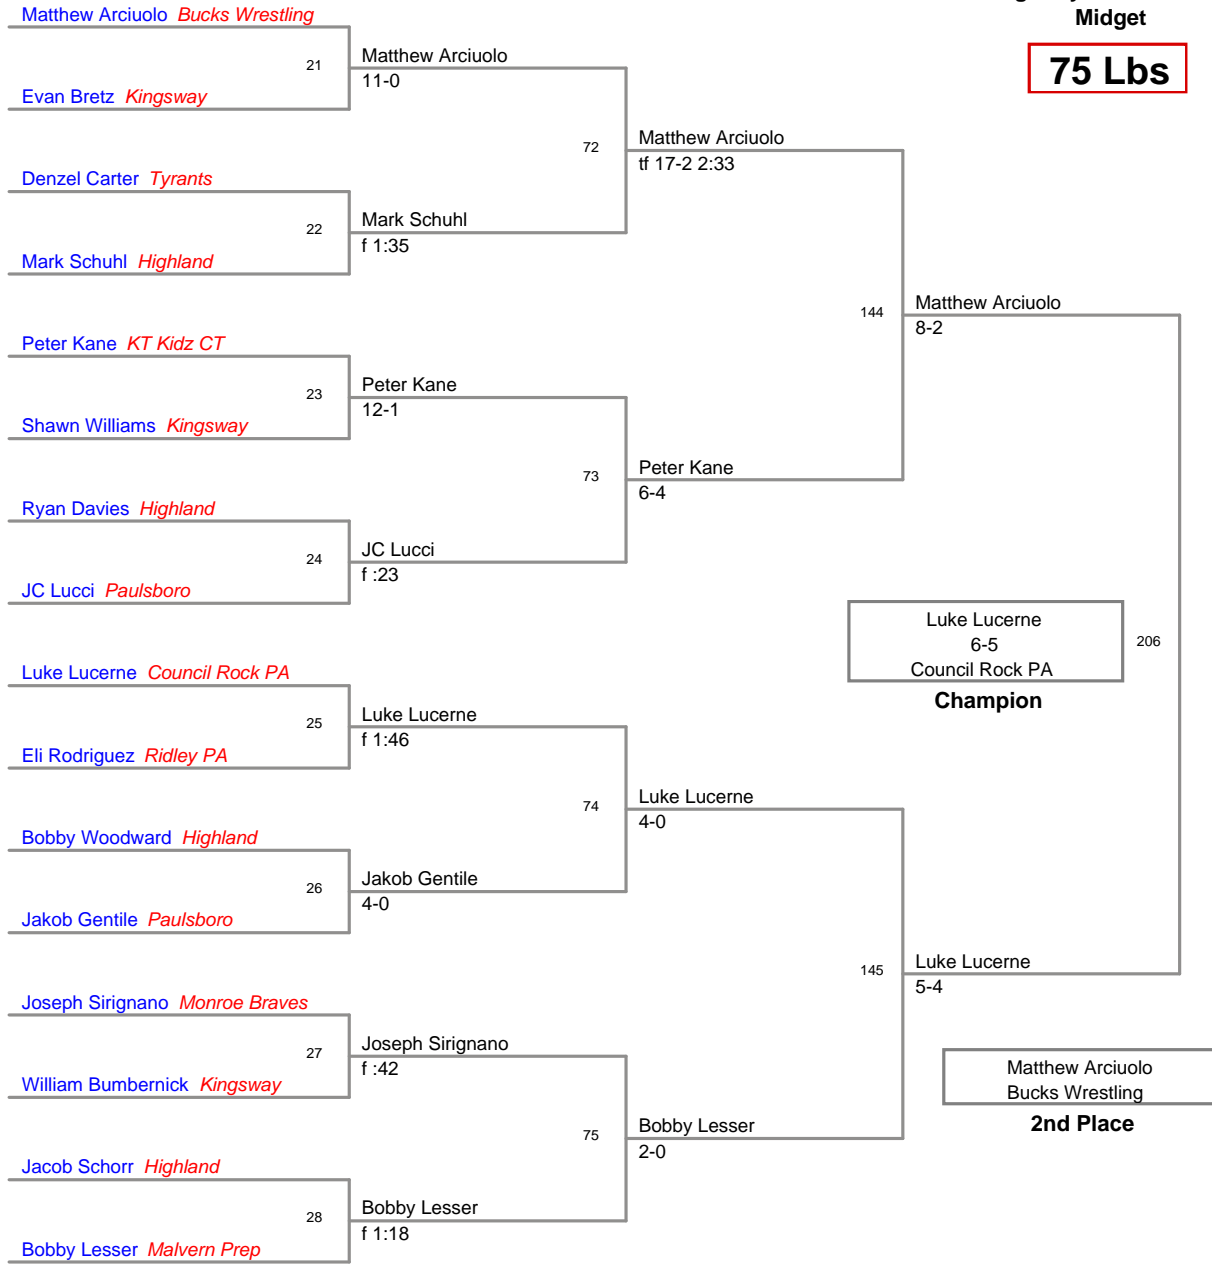 Midget
75 Lbs
Matthew Arciuolo Bucks Wrestling
21
Evan Bretz Kingsway
Matthew Arciuolo
11-0
Denzel Carter Tyrants
22
Mark Schuhl Highland
Mark Schuhl
f 1:35
72
Matthew Arciuolo
tf 17-2 2:33
Peter Kane KT Kidz CT
23
Shawn Williams Kingsway
Peter Kane
12-1
Ryan Davies Highland
24
JC Lucci Paulsboro
JC Lucci
f :23
73
Peter Kane
6-4
144
Matthew Arciuolo
8-2
Luke Lucerne Council Rock PA
25
Eli Rodriguez Ridley PA
Luke Lucerne
f 1:46
Bobby Woodward Highland
26
Jakob Gentile Paulsboro
Jakob Gentile
4-0
74
Luke Lucerne
4-0
Joseph Sirignano Monroe Braves
27
William Bumbernick Kingsway
Joseph Sirignano
f :42
Jacob Schorr Highland
28
Bobby Lesser Malvern Prep
Bobby Lesser
f 1:18
75
Bobby Lesser
2-0
145
Luke Lucerne
5-4
Luke Lucerne
6-5
Council Rock PA
206
Champion
Matthew Arciuolo
Bucks Wrestling
2nd Place